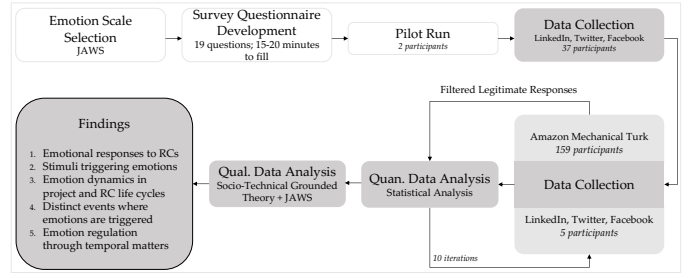 Emotion Scale
Selection
JAWS
Survey Questionnaire
Development
19 questions; 15-20 minutes
to fill
Pilot Run
2 participants
Data Collection
LinkedIn, Twitter, Facebook
37 participants
Filtered Legitimate Responses
Findings
1. Emotional responses to RCs
2. Stimuli triggering emotions
3. Emotion dynamics in
project and RC life cycles
4. Distinct events where
emotions are triggered
5. Emotion regulation
through temporal matters
Qual. Data Analysis
Socio-Technical Grounded
Theory + JAWS
Quan. Data Analysis
Statistical Analysis
Amazon Mechanical Turk
159 participants
Data Collection
LinkedIn, Twitter, Facebook
5 participants
10 iterations